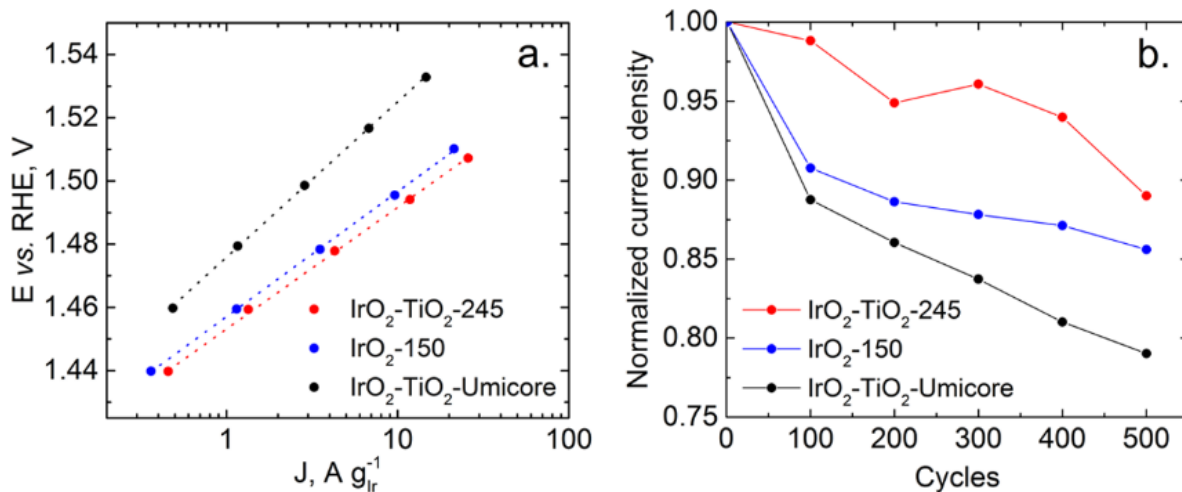 a.
E vs. RHE, V
1.54
1.52
1.50
1.48
1.46
1.44
IrO₂-TiO₂-245
IrO₂-150
IrO₂-TiO₂-Umicore
1
10
100
J, A g⁻¹Ir
b.
Normalized current density
1.00
0.95
0.90
0.85
0.80
0.75
IrO₂-TiO₂-245
IrO₂-150
IrO₂-TiO₂-Umicore
0
100
200
300
400
500
Cycles